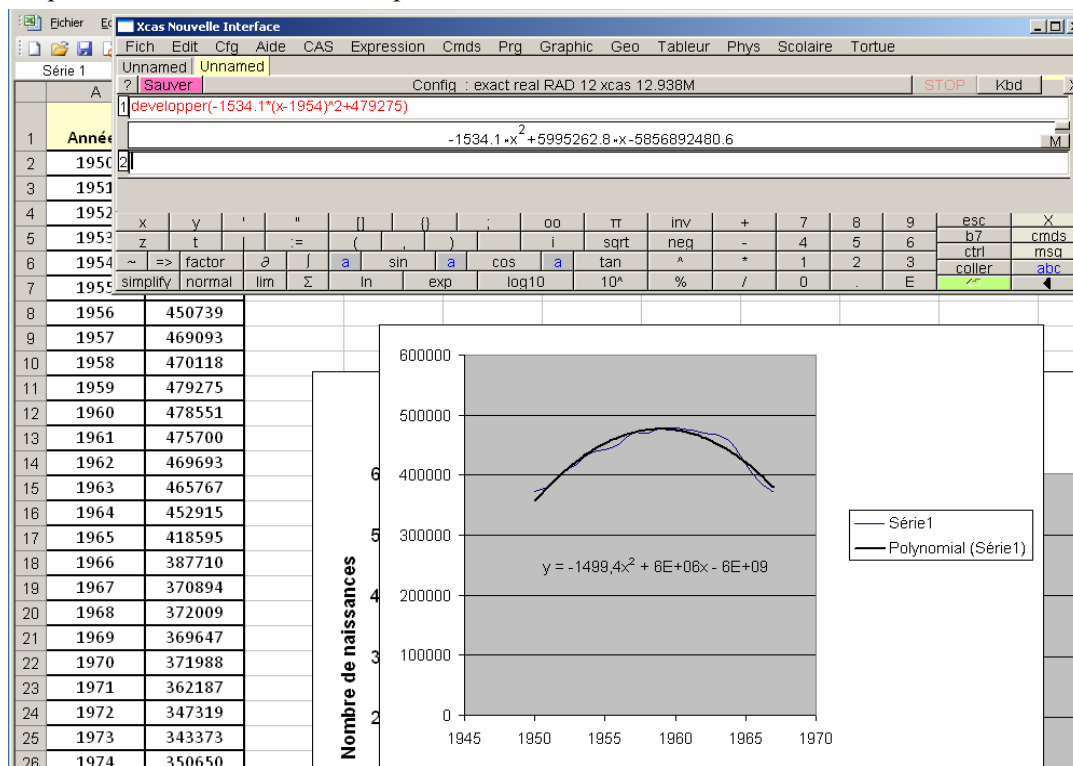 Fichier
Xcas Nouvelle Interface
Fich Edit Cfg Aide CAS Expression Cmds Prg Graphic Geo Tableur Phys Scolaire Tortue
Série 1
Unnamed Unnamed
? Sauver Config : exact real RAD 12 xcas 12.938M STOP Kbd X
A
1 developper(-1534.1*(x-1954)^2+479275)
1 Anné
-1534.1*x^2+5995262.8*x-5856892480.6
M
2 195
2
3 1951
4 1952
x y ' " [] {} ; oo π inv + 7 8 9 esc X
5 1953
z t | := ( , ) i sqrt neg - 4 5 6 b7 cmds
6 1954
~ => factor ∂ ∫ a sin a cos a tan ^ * 1 2 3 ctrl msg
7 1955
simplify normal lim Σ ln exp log10 10^ % / 0 . E coller abc
8 1956 450739
9 1957 469093
10 1958 470118
11 1959 479275
12 1960 478551
13 1961 475700
14 1962 469693
15 1963 465767
16 1964 452915
17 1965 418595
18 1966 387710
19 1967 370894
20 1968 372009
21 1969 369647
22 1970 371988
23 1971 362187
24 1972 347319
25 1973 343373
26 1974 350650
Nombre de naissances
6
5
4
3
2
600000
500000
400000
300000
200000
100000
0
1945 1950 1955 1960 1965 1970
y = -1499,4x² + 6E+06x - 6E+09
Série1
Polynomial (Série1)